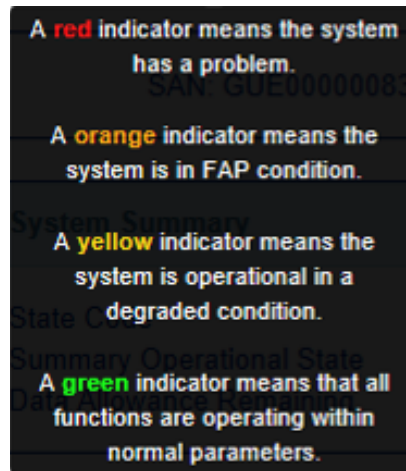 A red indicator means the system
has a problem.
SAN: GUE00000083
A orange indicator means the
system is in FAP condition.
System Summary
A yellow indicator means the
system is operational in a
degraded condition.
State Code
Summary Operational State
A green indicator means that all
Data Allowance Remaining
functions are operating within
normal parameters.